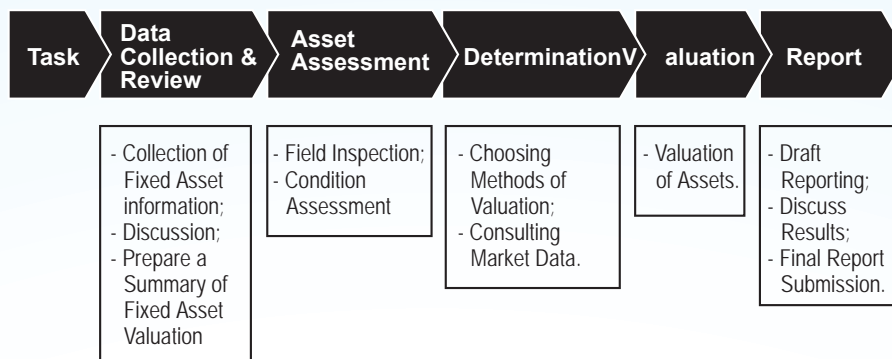 Task
Data
Collection &
Review
Asset
Assessment
DeterminationV
aluation
Report
- Collection of
Fixed Asset
information;
- Discussion;
- Prepare a
Summary of
Fixed Asset
Valuation
- Field Inspection;
- Condition
Assessment
- Choosing
Methods of
Valuation;
- Consulting
Market Data.
- Valuation
of Assets.
- Draft
Reporting;
- Discuss
Results;
- Final Report
Submission.